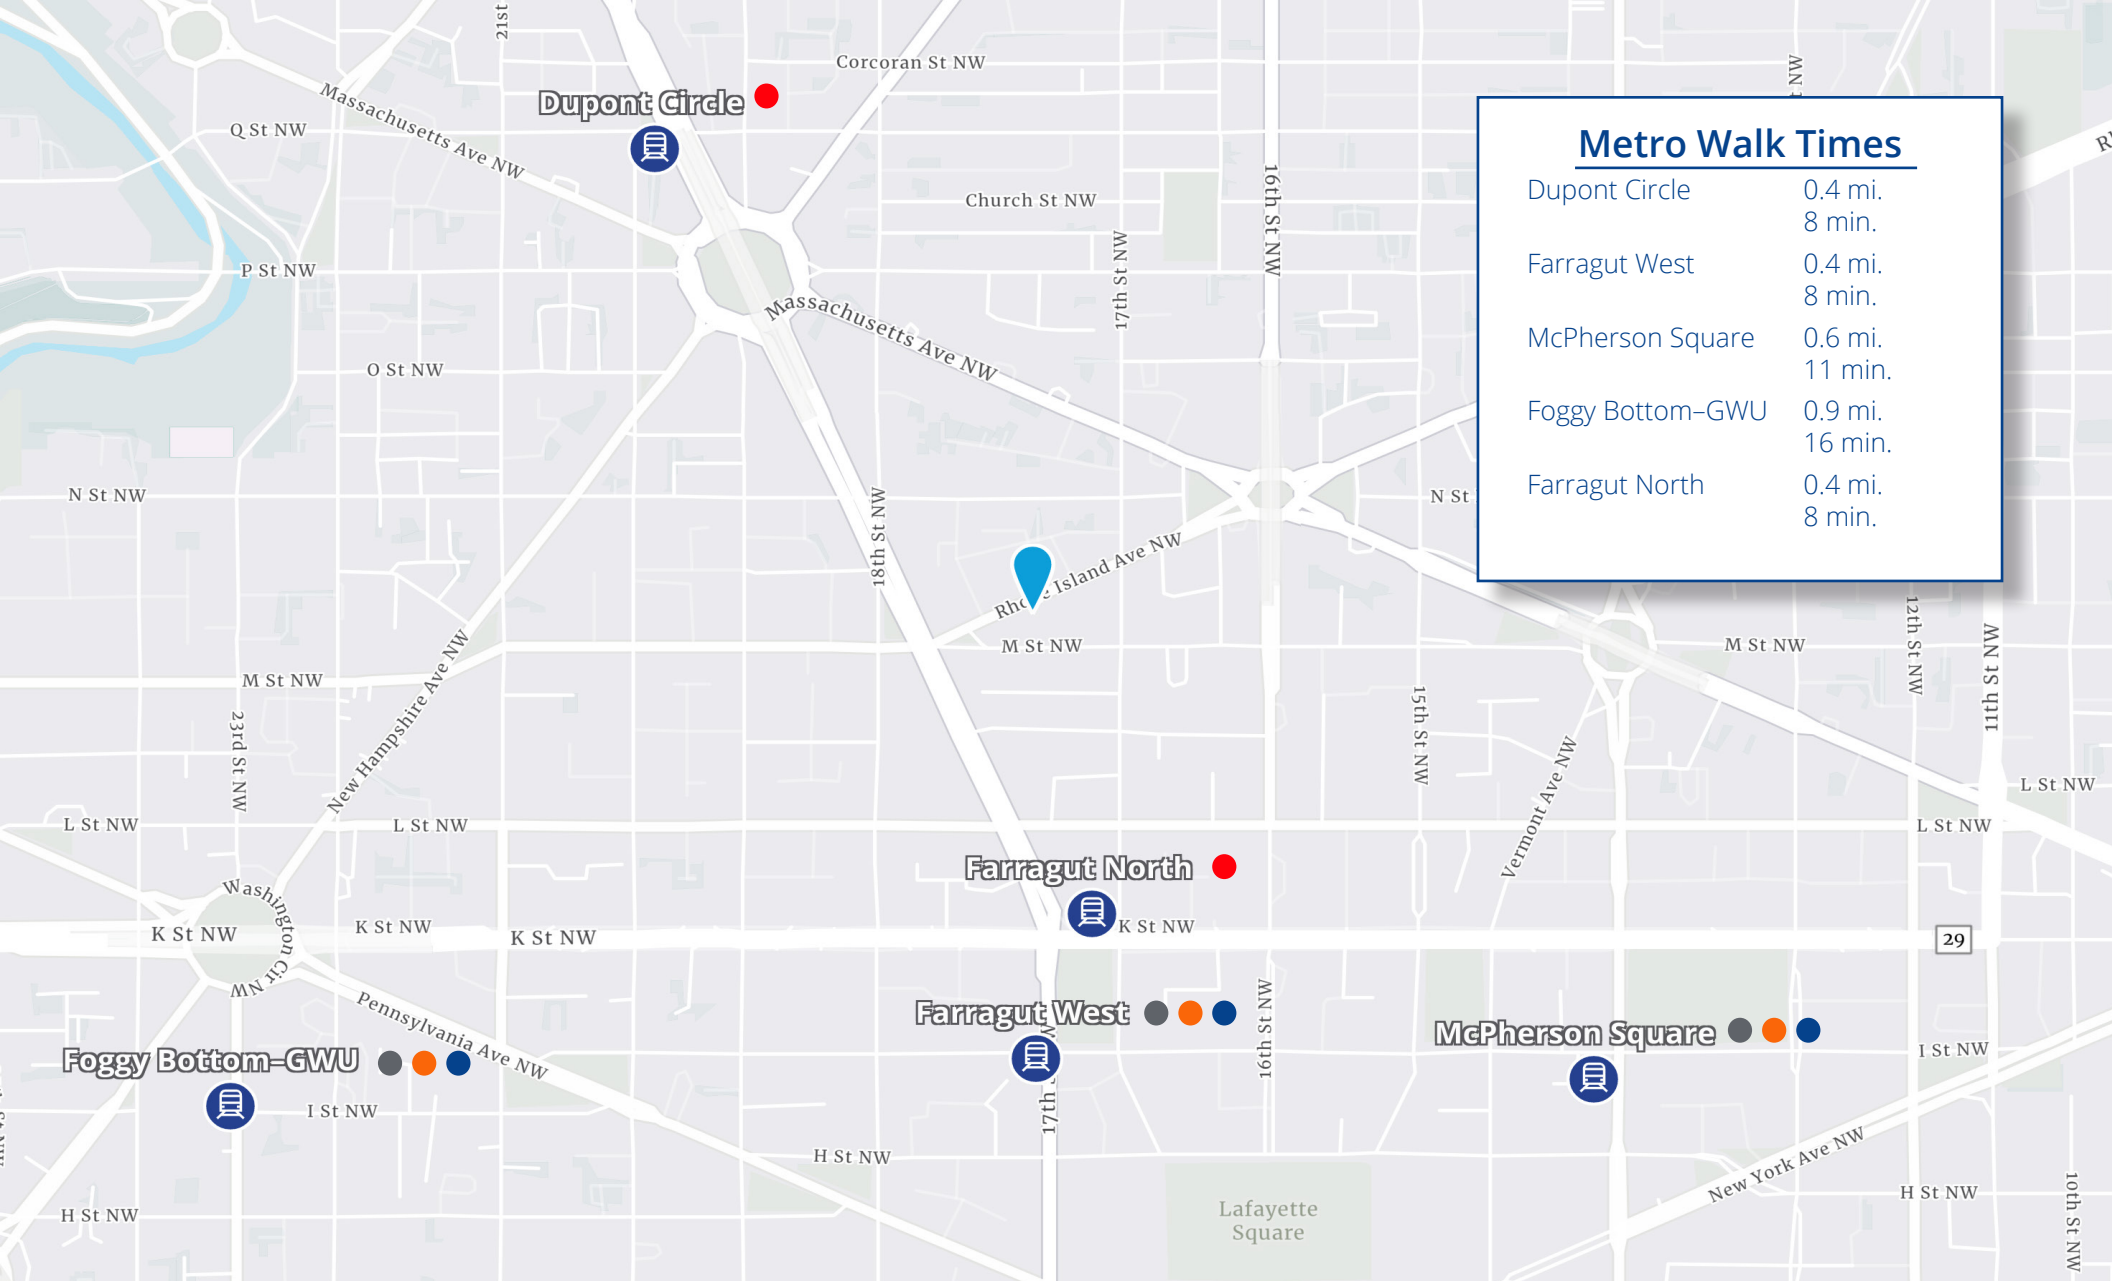 21st
Corcoran St NW
t NW
Dupont Circle
Massachusetts Ave NW
Q St NW
Metro Walk Times
Dupont Circle 0.4 mi.
8 min.
Farragut West 0.4 mi.
8 min.
McPherson Square 0.6 mi.
11 min.
Foggy Bottom–GWU 0.9 mi.
16 min.
Farragut North 0.4 mi.
8 min.
Church St NW
16th St NW
17th St NW
P St NW
Massachusetts Ave NW
O St NW
N St NW
N St
18th St NW
Rhode Island Ave NW
M St NW
M St NW
M St NW
12th St NW
11th St NW
23rd St NW
New Hampshire Ave NW
15th St NW
Vermont Ave NW
L St NW
L St NW
L St NW
L St NW
Farragut North
Washington Cir NW
K St NW
K St NW
K St NW
K St NW
29
Farragut West
16th St NW
McPherson Square
Pennsylvania Ave NW
Foggy Bottom–GWU
I St NW
I St NW
17th S
H St NW
New York Ave NW
H St NW
H St NW
10th St NW
Lafayette
Square